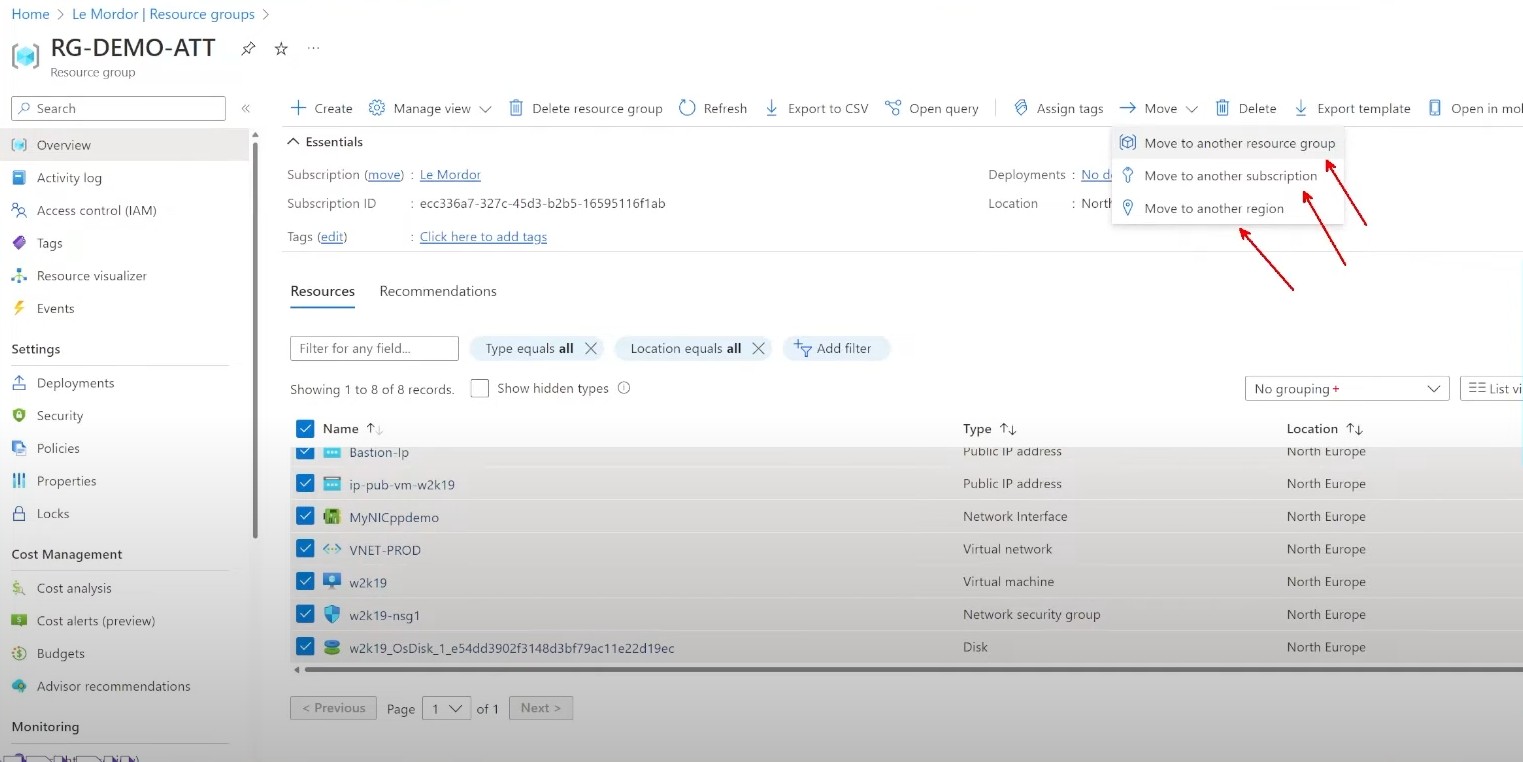 Home > Le Mordor | Resource groups >
RG-DEMO-ATT
Resource group
Search
«
Create
Manage view
Delete resource group
Refresh
Export to CSV
Open query
Assign tags
Move
Delete
Export template
Open in mol
Overview
Activity log
Access control (IAM)
Tags
Resource visualizer
Events
Settings
Deployments
Security
Policies
Properties
Locks
Cost Management
Cost analysis
Cost alerts (preview)
Budgets
Advisor recommendations
Monitoring
Essentials
Subscription (move) : Le Mordor
Subscription ID : ecc336a7-327c-45d3-b2b5-16595116f1ab
Tags (edit) : Click here to add tags
Deployments : No de
Location : North
Move to another resource group
Move to another subscription
Move to another region
Resources Recommendations
Filter for any field...
Type equals all
Location equals all
Add filter
Showing 1 to 8 of 8 records.
Show hidden types
No grouping
List vi
Name Type Location
Bastion-Ip Public IP address North Europe
ip-pub-vm-w2k19 Public IP address North Europe
MyNICppdemo Network Interface North Europe
VNET-PROD Virtual network North Europe
w2k19 Virtual machine North Europe
w2k19-nsg1 Network security group North Europe
w2k19_OsDisk_1_e54dd3902f3148d3bf79ac11e22d19ec Disk North Europe
< Previous Page 1 of 1 Next >